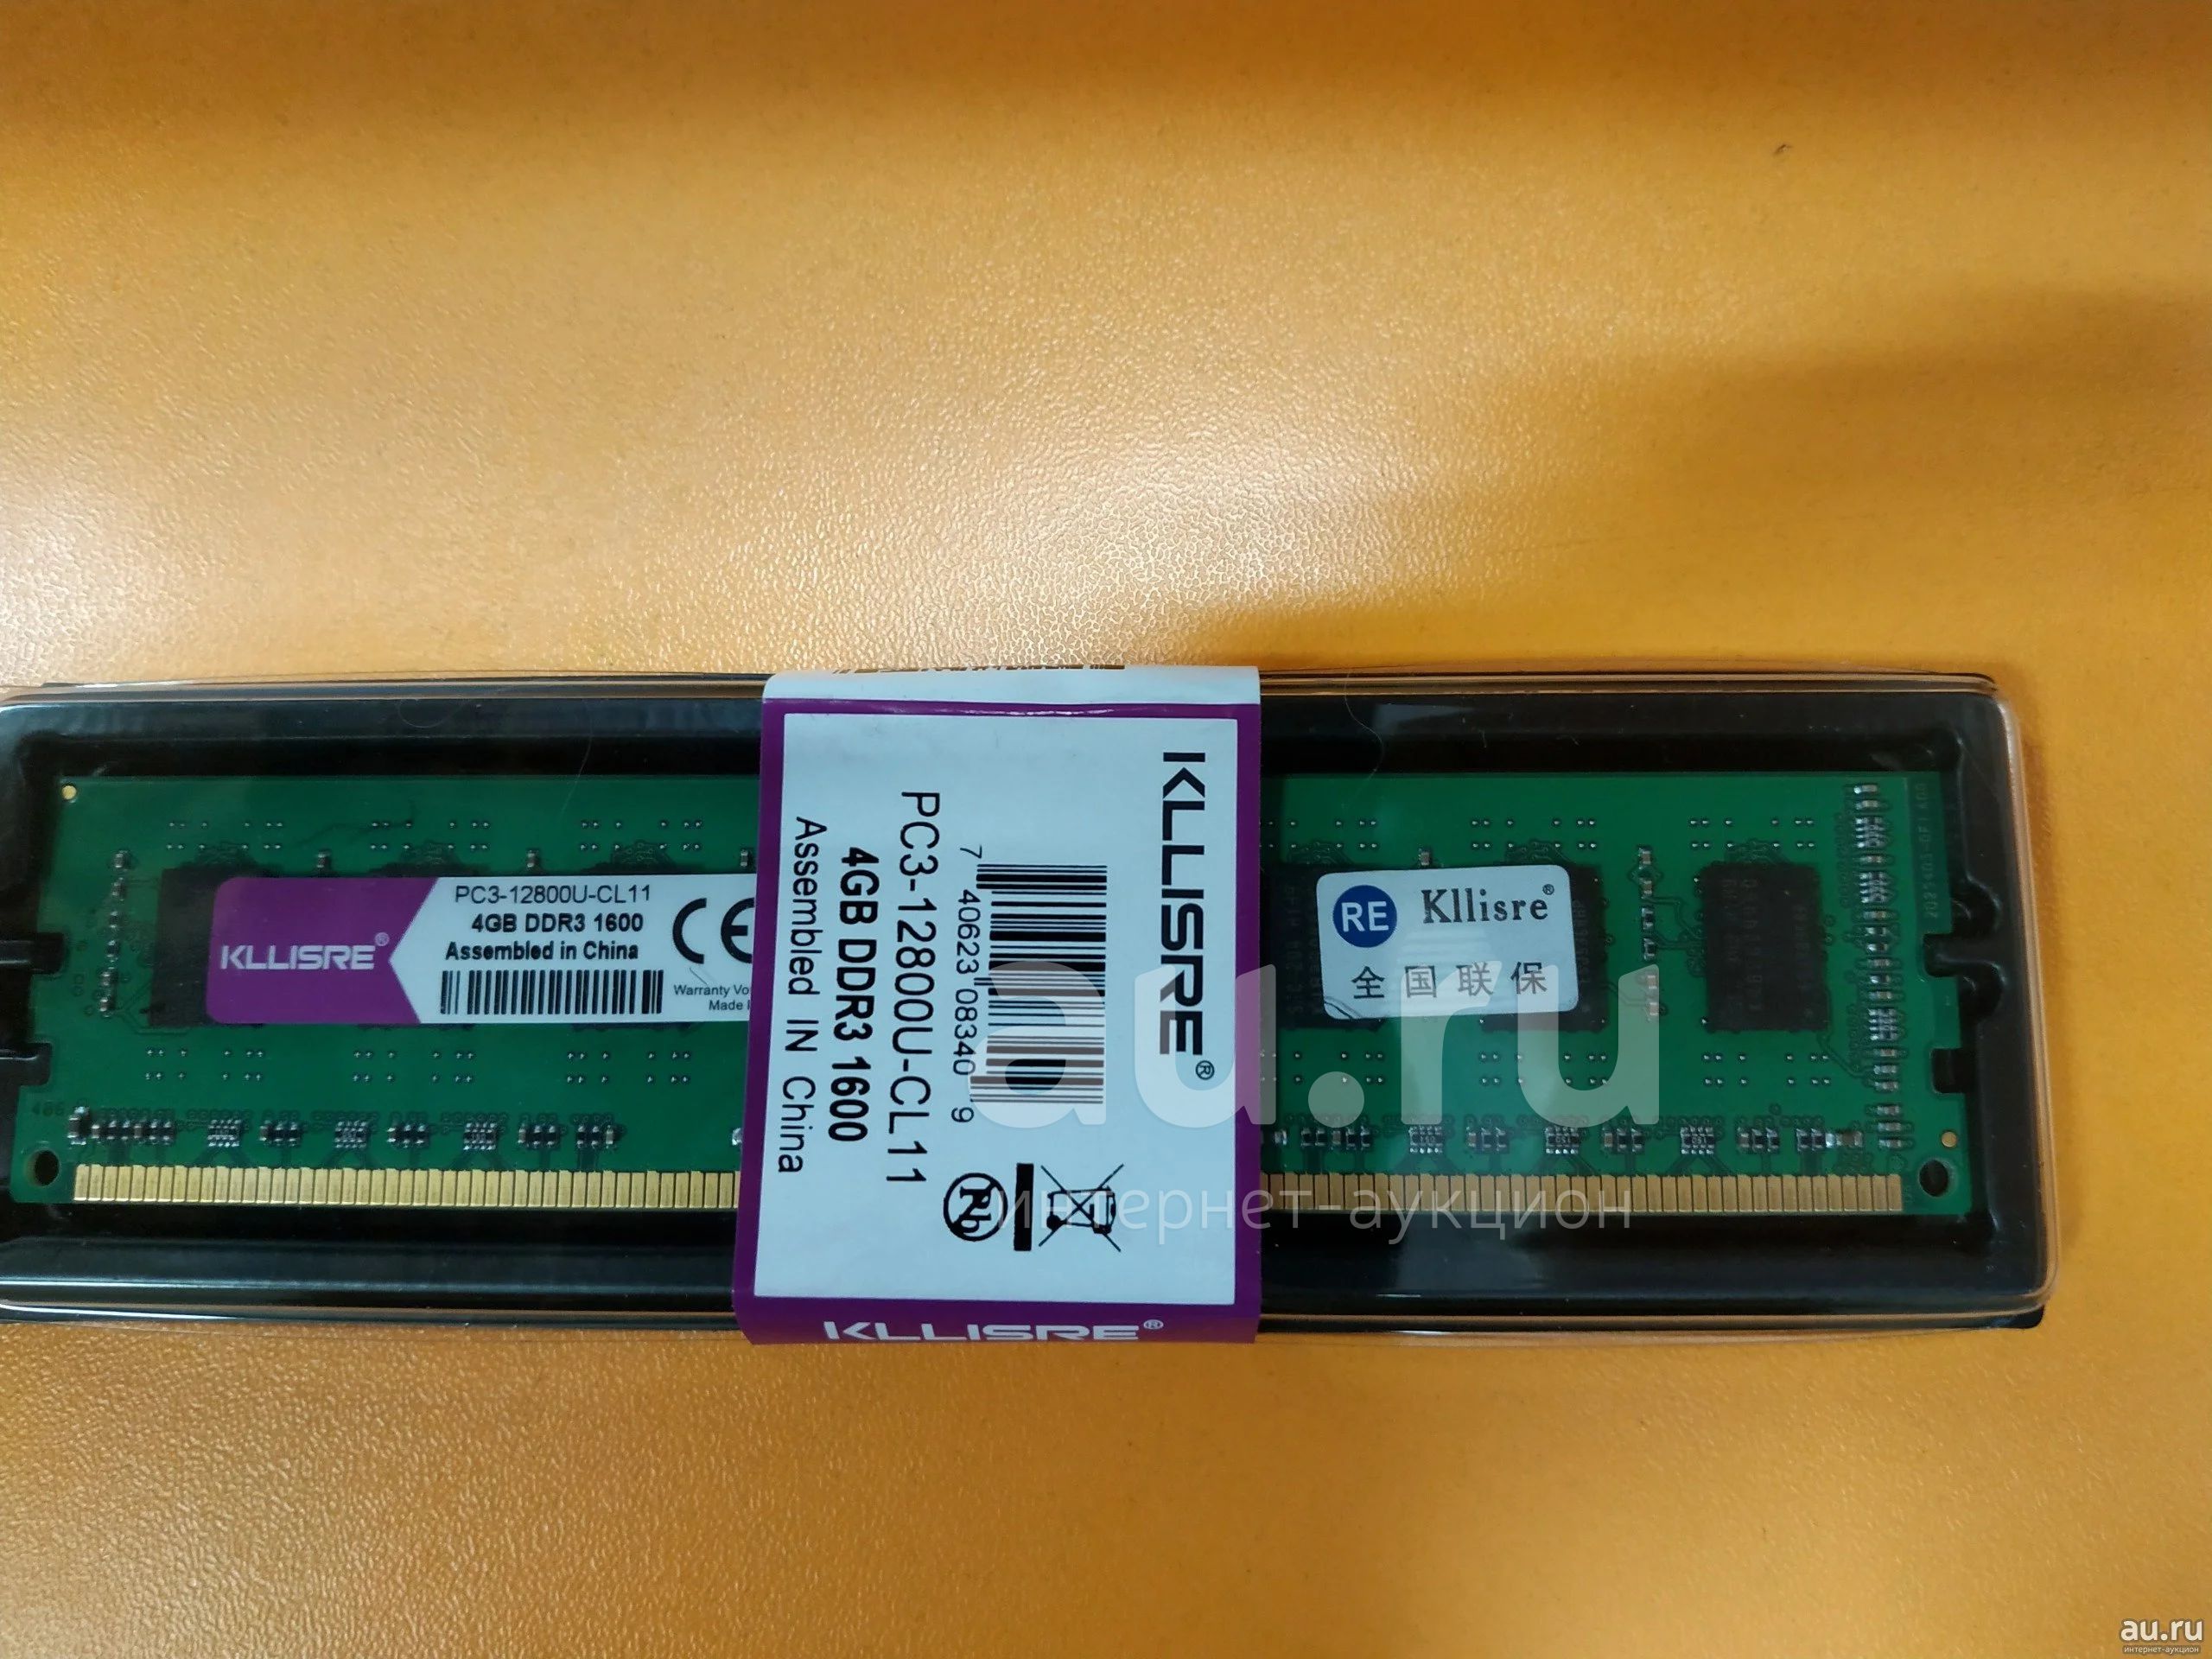 KLLISRE®
PC3-12800U-CL11
4GB DDR3 1600
Assembled in China
Warranty
Made
KLLISRE®
7 40623 08340 9
PC3-12800U-CL11
4GB DDR3 1600
Assembled IN China
Pb
KLLISRE®
RE Kllisre®
全国联保
au.ru
интернет-аукцион
au.ru
интернет-аукцион